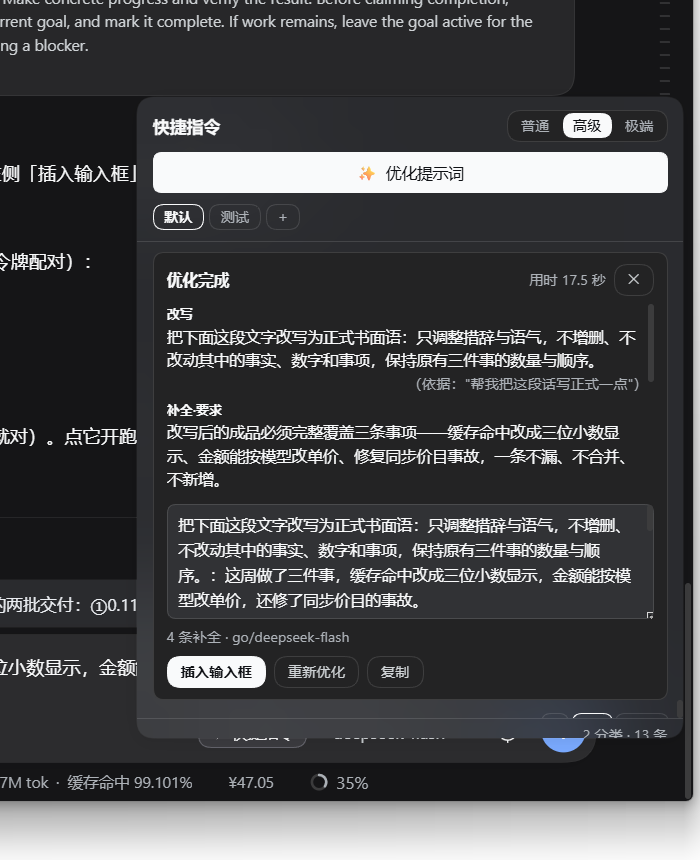 Make concrete progress and verify the result. Before claiming completion,
rrent goal, and mark it complete. If work remains, leave the goal active for the
ng a blocker.
侧「插入输入框」
令牌配对）：
就对）。点它开跑
的两批交付：①0.11
位小数显示，金额
快捷指令
普通 高级 极端
✨ 优化提示词
默认 测试 +
优化完成 用时 17.5 秒 ×
改写
把下面这段文字改写为正式书面语：只调整措辞与语气，不增删、不
改动其中的事实、数字和事项，保持原有三件事的数量与顺序。
（依据："帮我把这段话写正式一点"）
补全·要求
改写后的成品必须完整覆盖三条事项——缓存命中改成三位小数显
示、金额能按模型改单价、修复同步价目事故，一条不漏、不合并、
不新增。
把下面这段文字改写为正式书面语：只调整措辞与语气，不增删、
不改动其中的事实、数字和事项，保持原有三件事的数量与顺
序。：这周做了三件事，缓存命中改成三位小数显示，金额能按模
型改单价，还修了同步价目的事故。
4 条补全 · go/deepseek-flash
插入输入框 重新优化 复制
2 分类 · 13 条
7M tok · 缓存命中 99.101% ¥47.05 35%